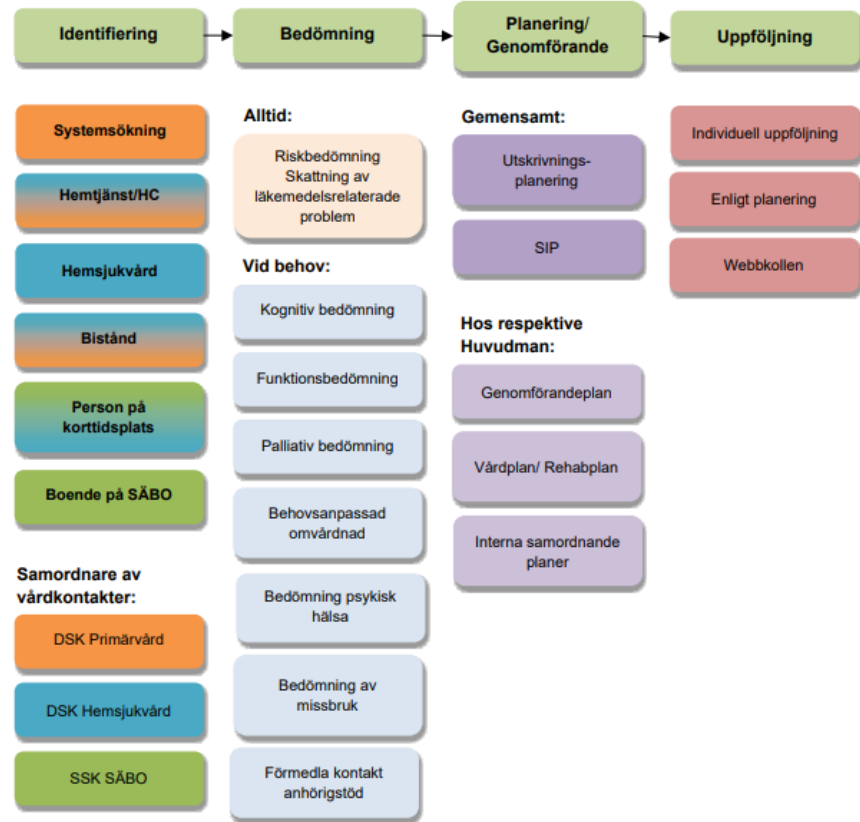 Identifiering
Bedömning
Planering/
Genomförande
Uppföljning
Systemsökning
Hemtjänst/HC
Hemsjukvård
Bistånd
Person på
korttidsplats
Boende på SÄBO
Samordnare av
vårdkontakter:
DSK Primärvård
DSK Hemsjukvård
SSK SÄBO
Alltid:
Riskbedömning
Skattning av
läkemedelsrelaterade
problem
Vid behov:
Kognitiv bedömning
Funktionsbedömning
Palliativ bedömning
Behovsanpassad
omvårdnad
Bedömning psykisk
hälsa
Bedömning av
missbruk
Förmedla kontakt
anhörigstöd
Gemensamt:
Utskrivnings-
planering
SIP
Hos respektive
Huvudman:
Genomförandeplan
Vårdplan/ Rehabplan
Interna samordnande
planer
Individuell uppföljning
Enligt planering
Webbkollen